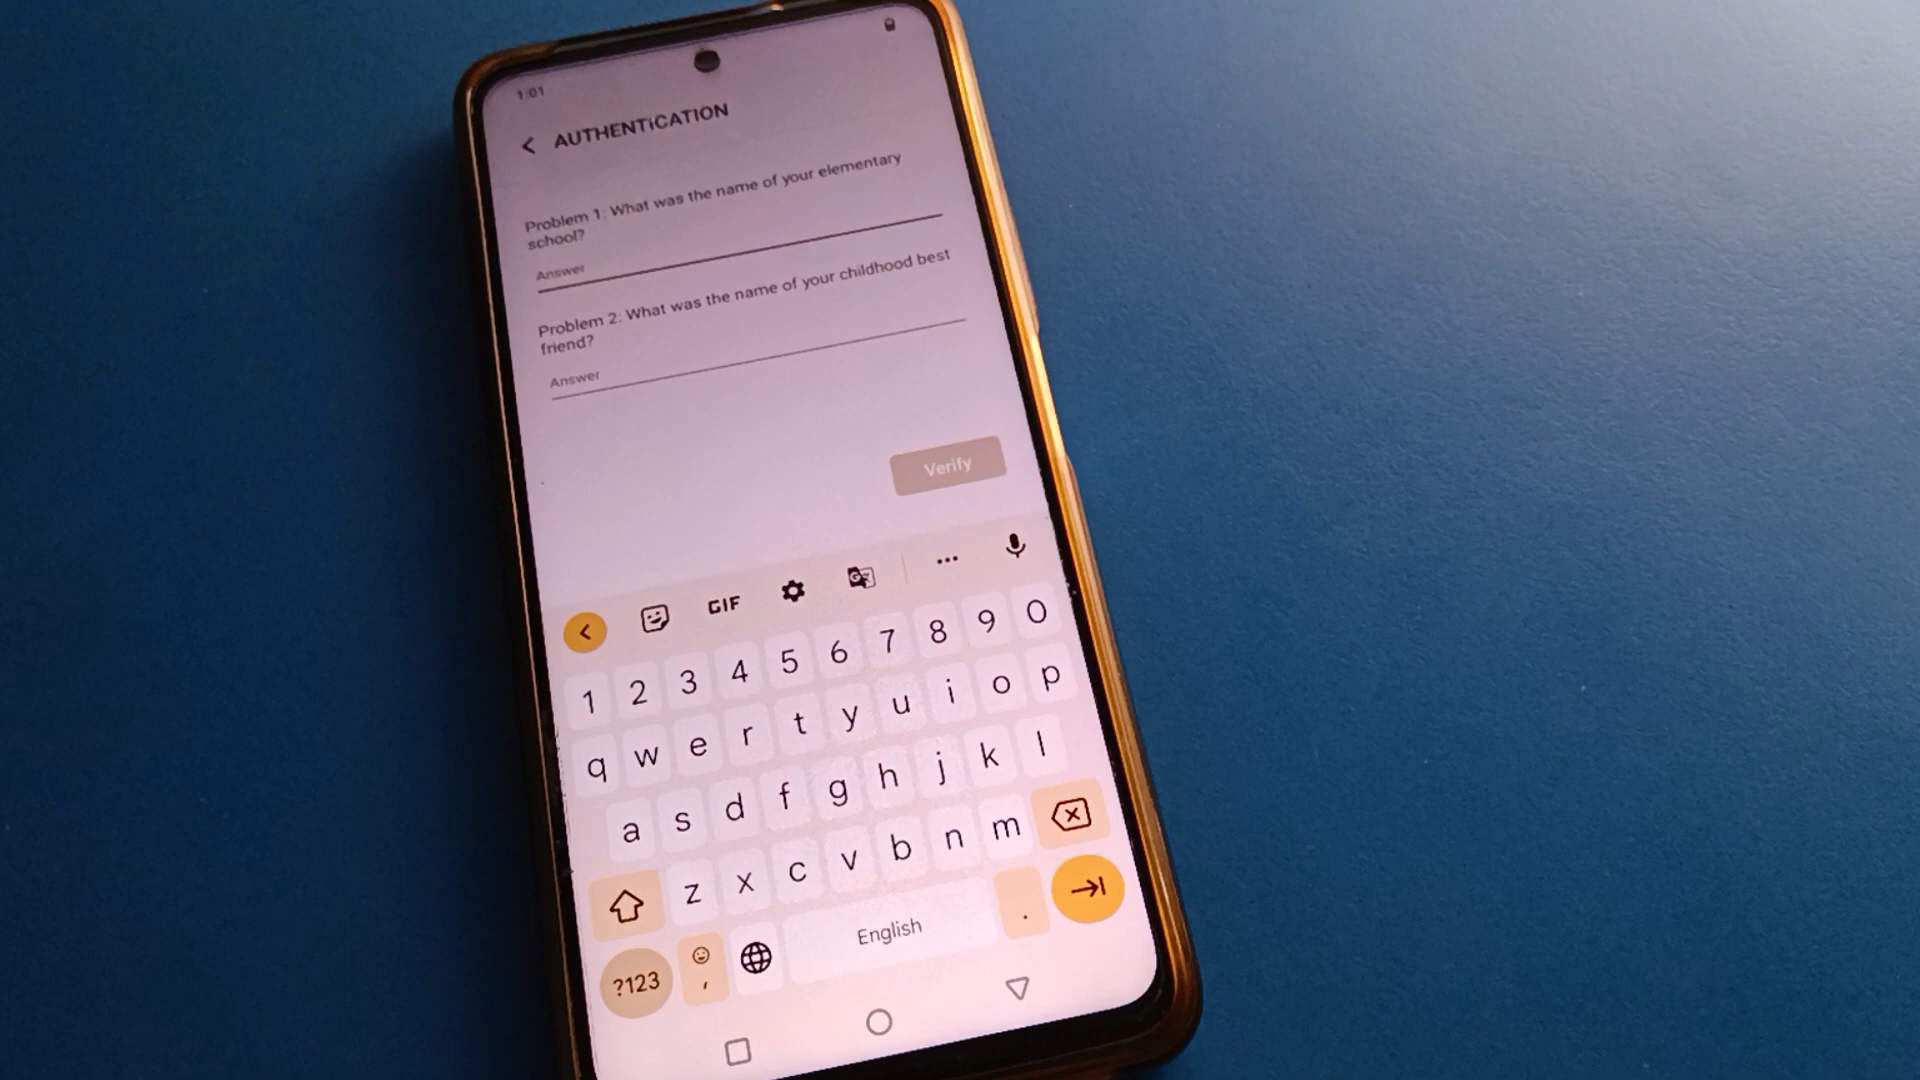 1:01
AUTHENTiCATION
Problem 1: What was the name of your elementary
school?
Answer
Problem 2: What was the name of your childhood best
friend?
Answer
Verify
GIF
1 2 3 4 5 6 7 8 9 0
q w e r t y u i o p
a s d f g h j k l
z x c v b n m
?123 , English .